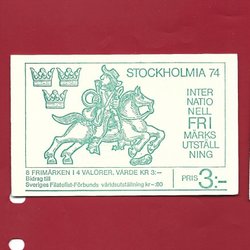 STOCKHOLMIA 74
INTER
NATIO
NELL
FRI
MÄRKS
UTSTÄLL
NING
8 FRIMÄRKEN I 4 VALÖRER. VÄRDE KR 3:–
Bidrag till
Sveriges Filatelist-Förbunds världsutställning kr –:80
PRIS 3:–